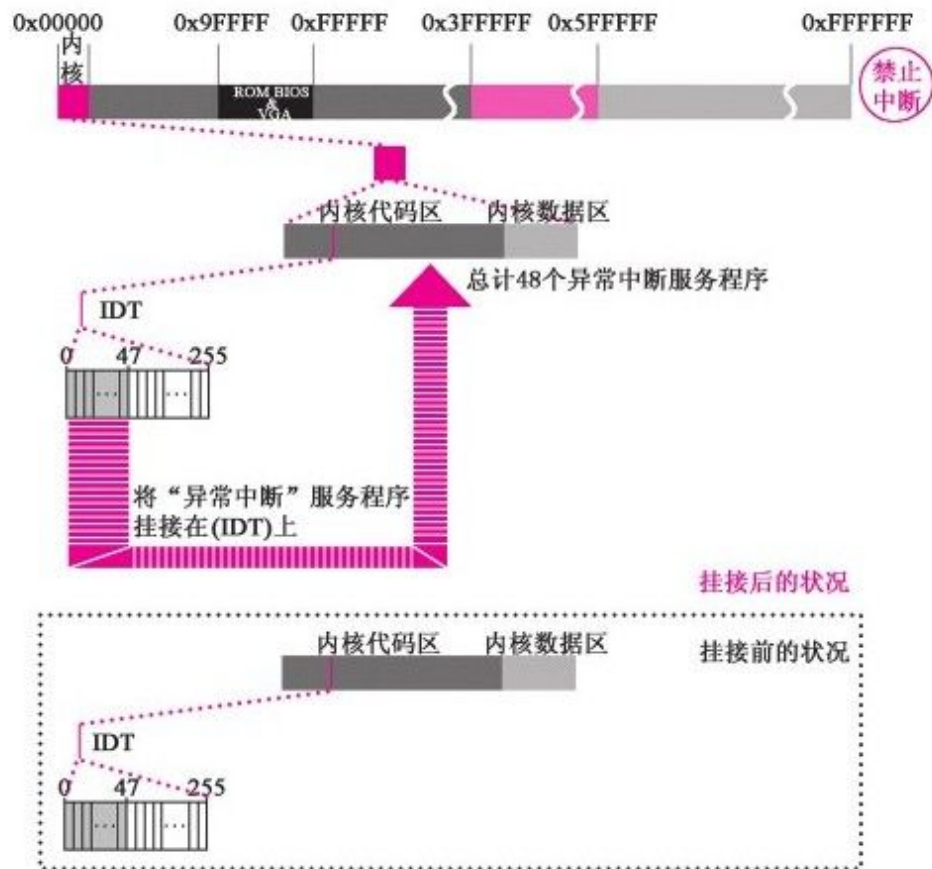 0x00000 0x9FFFF 0xFFFFF 0x3FFFFF 0x5FFFFF 0xFFFFFF
内
核
ROM BIOS
&
VGA
禁止
中断
内核代码区 内核数据区
总计48个异常中断服务程序
IDT
0 47 255
... ...
将“异常中断”服务程序
挂接在(IDT)上
挂接后的状况
挂接前的状况
内核代码区 内核数据区
IDT
0 47 255
... ...